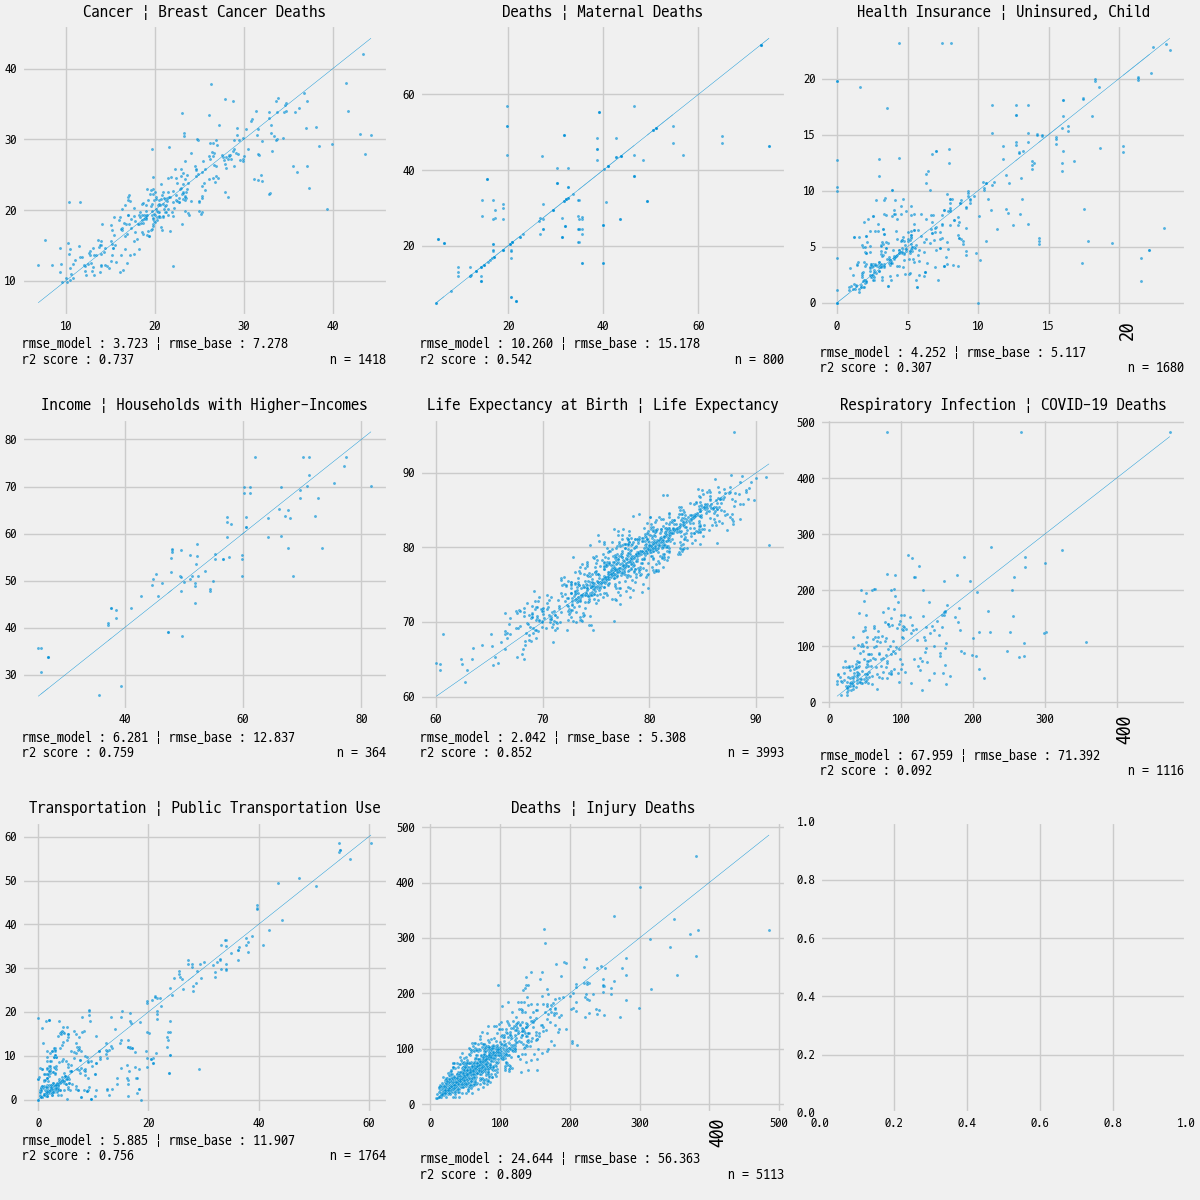 Cancer ¦ Breast Cancer Deaths
40
30
20
10
10 20 30 40
rmse_model : 3.723 ¦ rmse_base : 7.278
r2 score : 0.737 n = 1418
Deaths ¦ Maternal Deaths
60
40
20
20 40 60
rmse_model : 10.260 ¦ rmse_base : 15.178
r2 score : 0.542 n = 800
Health Insurance ¦ Uninsured, Child
20
15
10
5
0
0 5 10 15 20
rmse_model : 4.252 ¦ rmse_base : 5.117
r2 score : 0.307 n = 1680
Income ¦ Households with Higher-Incomes
80
70
60
50
40
30
40 60 80
rmse_model : 6.281 ¦ rmse_base : 12.837
r2 score : 0.759 n = 364
Life Expectancy at Birth ¦ Life Expectancy
90
80
70
60
60 70 80 90
rmse_model : 2.042 ¦ rmse_base : 5.308
r2 score : 0.852 n = 3993
Respiratory Infection ¦ COVID-19 Deaths
500
400
300
200
100
0
0 100 200 300 400
rmse_model : 67.959 ¦ rmse_base : 71.392
r2 score : 0.092 n = 1116
Transportation ¦ Public Transportation Use
60
50
40
30
20
10
0
0 20 40 60
rmse_model : 5.885 ¦ rmse_base : 11.907
r2 score : 0.756 n = 1764
Deaths ¦ Injury Deaths
500
400
300
200
100
0
0 100 200 300 400 500
rmse_model : 24.644 ¦ rmse_base : 56.363
r2 score : 0.809 n = 5113
1.0
0.8
0.6
0.4
0.2
0.0
0.0 0.2 0.4 0.6 0.8 1.0